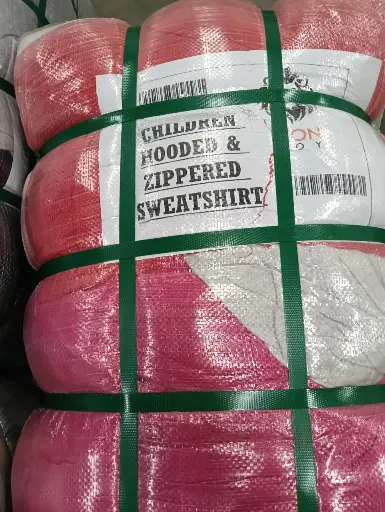 CHILDREN
HOODED &
ZIPPERED
SWEATSHIRT